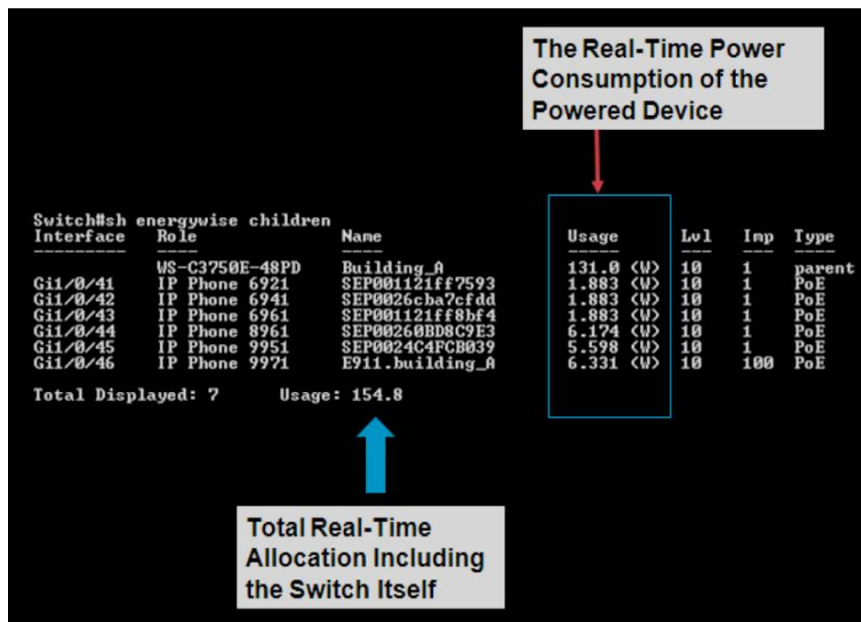 The Real-Time Power
Consumption of the
Powered Device
Switch#sh energywise children
Interface Role Name Usage Lvl Imp Type
--------- ---- ---- ----- --- --- ----
WS-C3750E-48PD Building_A 131.0 (W) 10 1 parent
Gi1/0/41 IP Phone 6921 SEP001121ff7593 1.883 (W) 10 1 PoE
Gi1/0/42 IP Phone 6941 SEP0026cba7cfdd 1.883 (W) 10 1 PoE
Gi1/0/43 IP Phone 6961 SEP001121ff8bf4 1.883 (W) 10 1 PoE
Gi1/0/44 IP Phone 8961 SEP00260BD8C9E3 6.174 (W) 10 1 PoE
Gi1/0/45 IP Phone 9951 SEP0024C4FCB039 5.598 (W) 10 1 PoE
Gi1/0/46 IP Phone 9971 E911.building_A 6.331 (W) 10 100 PoE
Total Displayed: 7 Usage: 154.8
Total Real-Time
Allocation Including
the Switch Itself